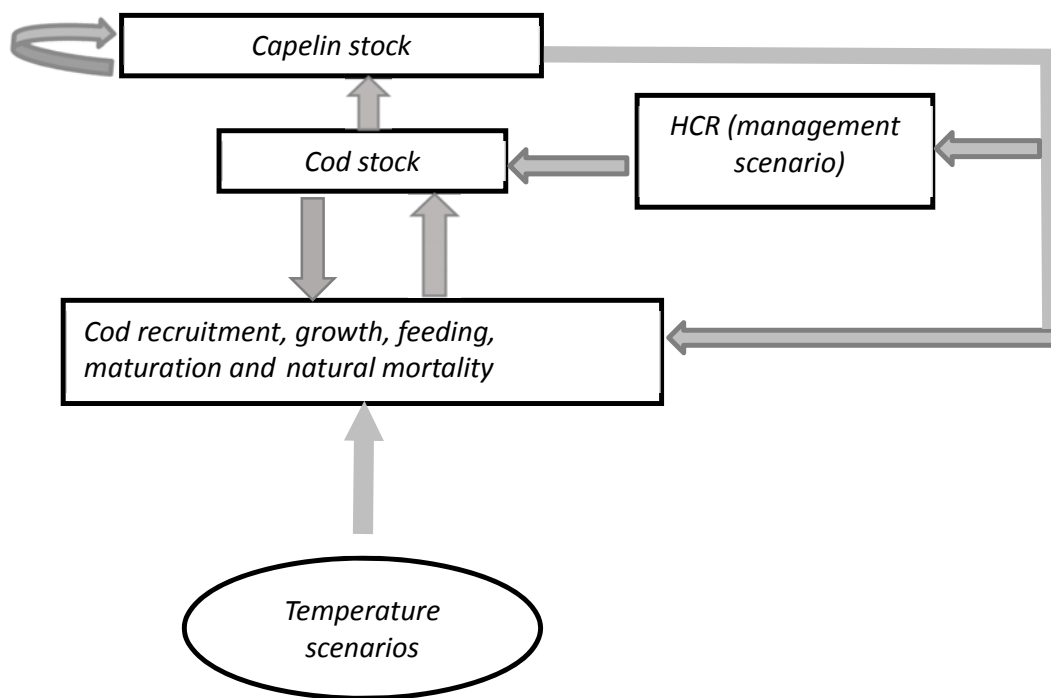 Capelin stock
HCR (management
scenario)
Cod stock
Cod recruitment, growth, feeding,
maturation and natural mortality
Temperature
scenarios